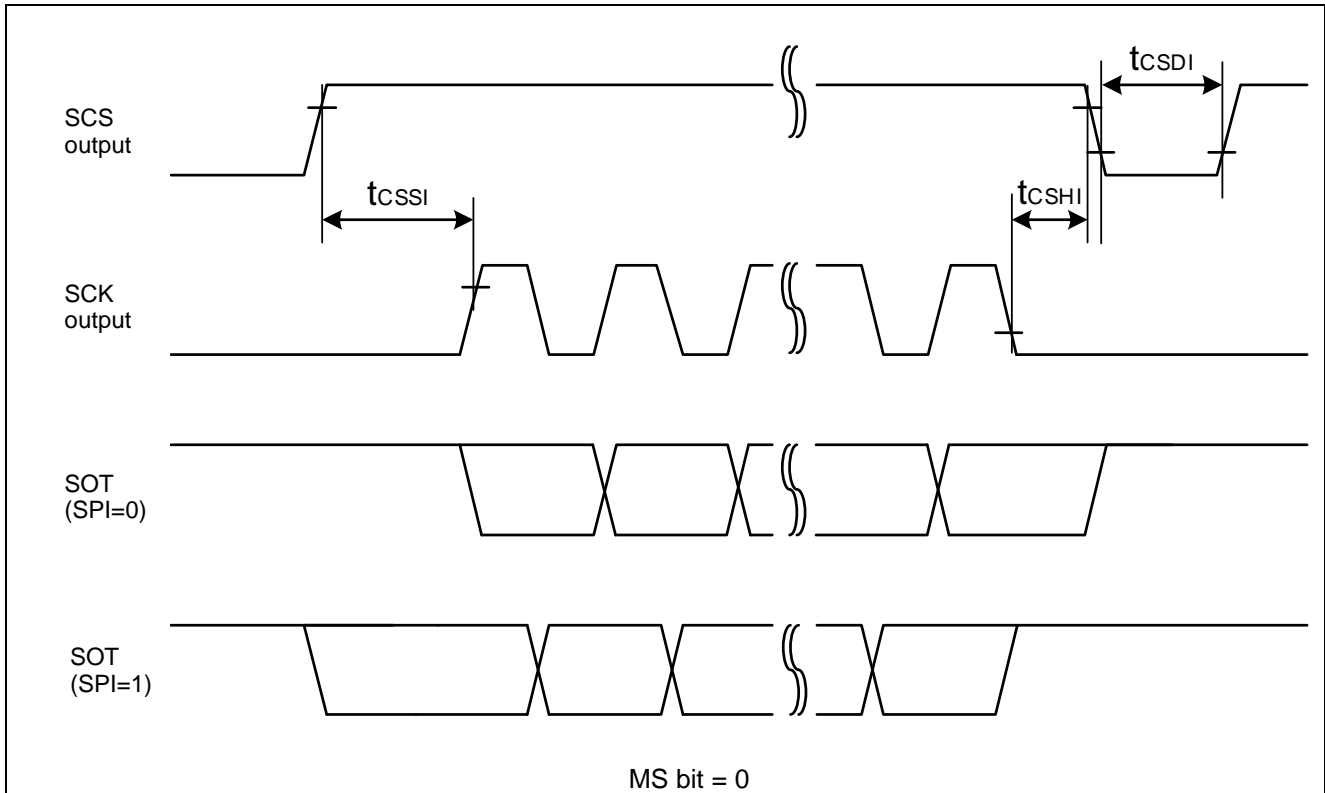 tCSDI
SCS
output
tCSSI
tCSHI
SCK
output
SOT
(SPI=0)
SOT
(SPI=1)
MS bit = 0